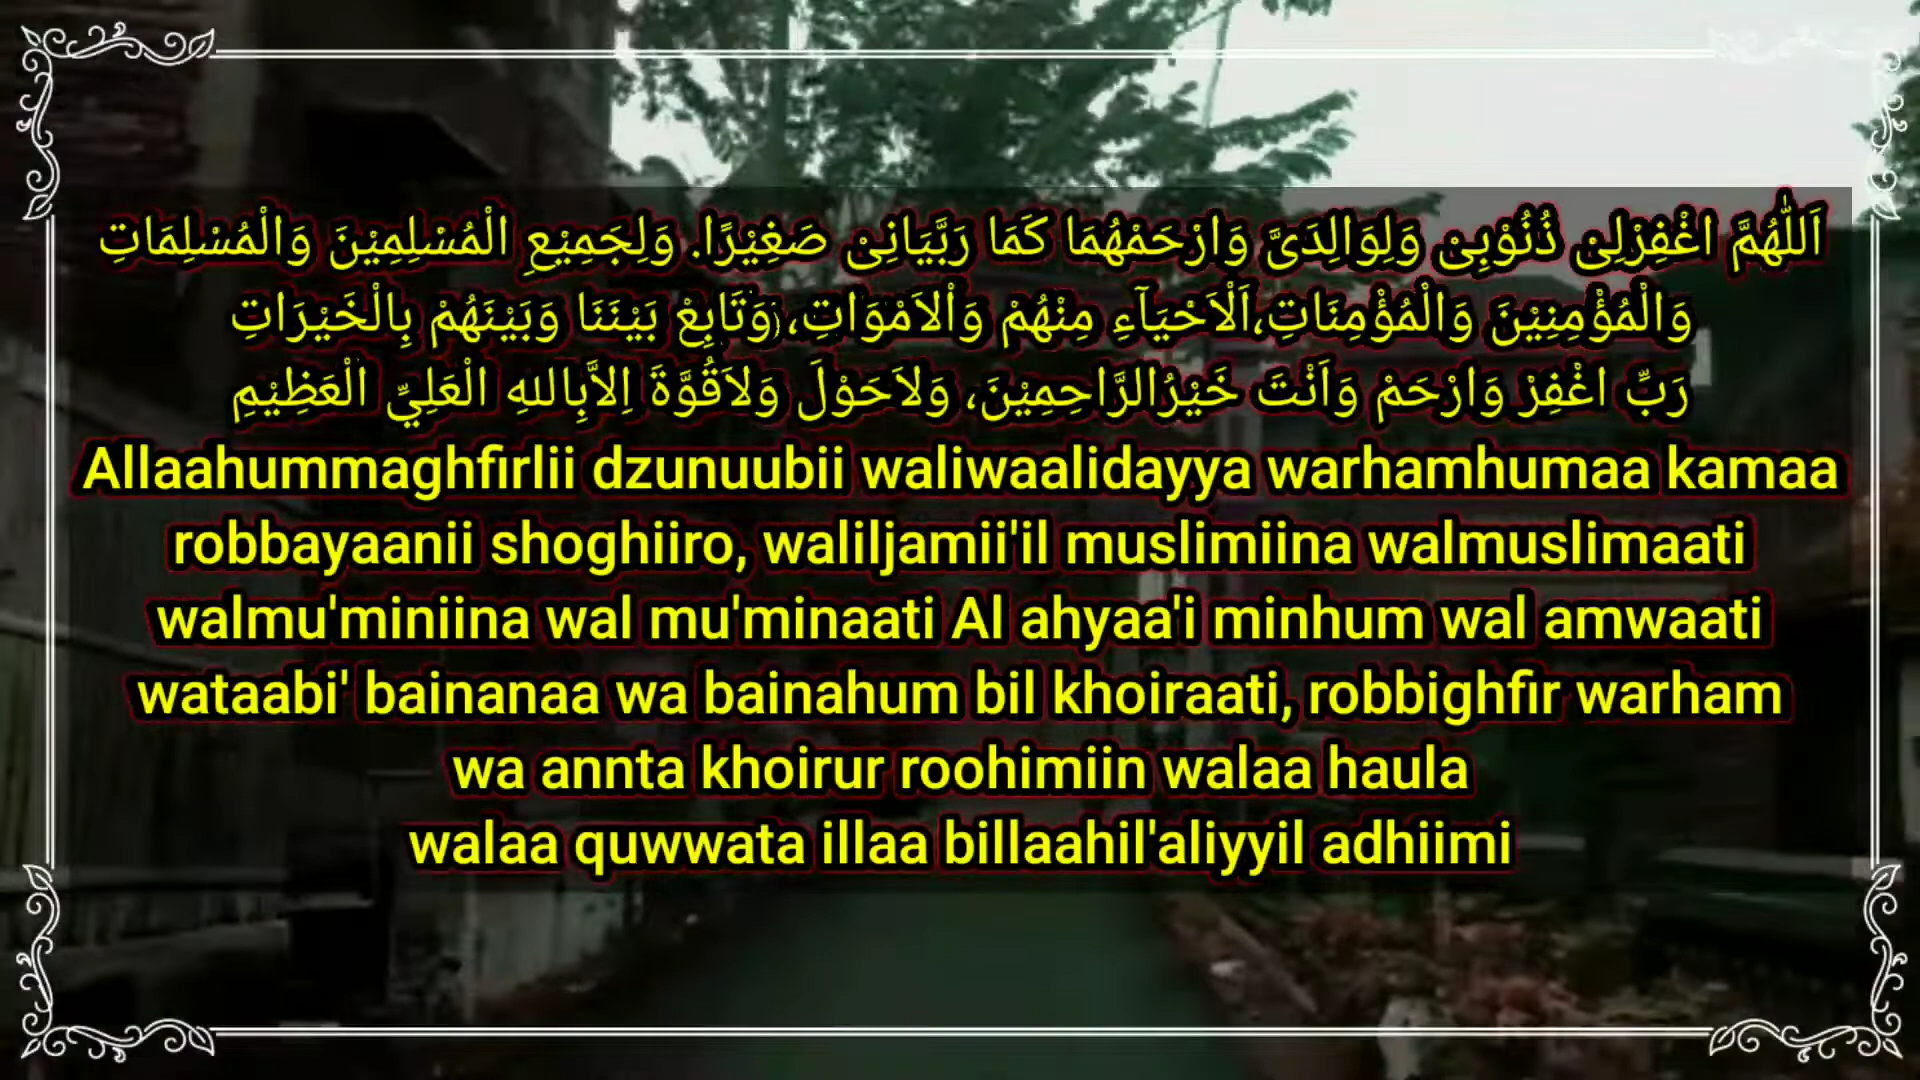 اَللّٰهُمَّ اغْفِرْلِىْ ذُنُوْبِىْ وَلِوَالِدَىَّ وَارْحَمْهُمَا كَمَا رَبَّيَانِىْ صَغِيْرًا. وَلِجَمِيْعِ الْمُسْلِمِيْنَ وَالْمُسْلِمَاتِ
وَالْمُؤْمِنِيْنَ وَالْمُؤْمِنَاتِ،اَلْاَحْيَآءِ مِنْهُمْ وَاْلاَمْوَاتِ، وَتَابِعْ بَيْنَنَا وَبَيْنَهُمْ بِالْخَيْرَاتِ
رَبِّ اغْفِرْ وَارْحَمْ وَاَنْتَ خَيْرُالرَّاحِمِيْنَ، وَلاَحَوْلَ وَلاَقُوَّةَ اِلاَّبِاللهِ الْعَلِيِّ الْعَظِيْمِ
Allaahummaghfirlii dzunuubii waliwaalidayya warhamhumaa kamaa
robbayaanii shoghiiro, waliljamii'il muslimiina walmuslimaati
walmu'miniina wal mu'minaati Al ahyaa'i minhum wal amwaati
wataabi' bainanaa wa bainahum bil khoiraati, robbighfir warham
wa annta khoirur roohimiin walaa haula
walaa quwwata illaa billaahil'aliyyil adhiimi